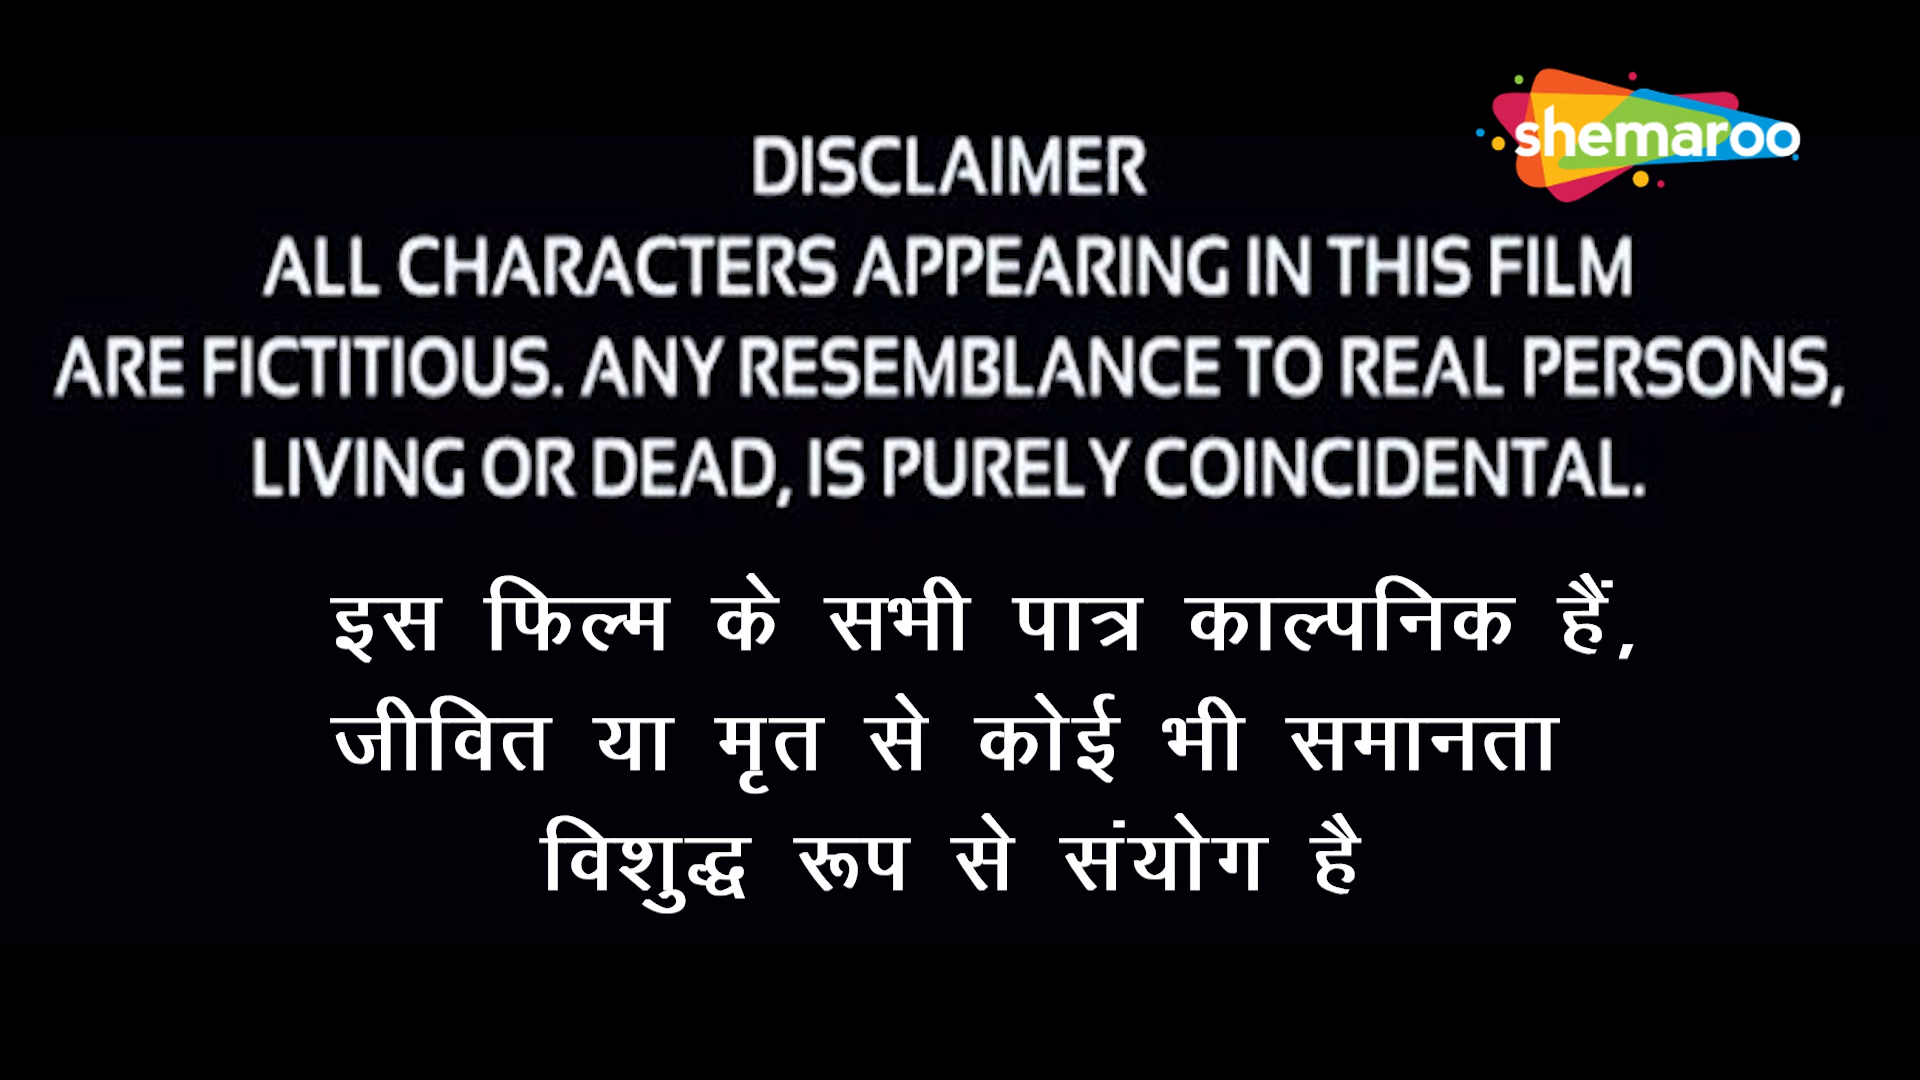 shemaroo
DISCLAIMER
ALL CHARACTERS APPEARING IN THIS FILM
ARE FICTITIOUS. ANY RESEMBLANCE TO REAL PERSONS,
LIVING OR DEAD, IS PURELY COINCIDENTAL.
इस फिल्म के सभी पात्र काल्पनिक हैं,
जीवित या मृत से कोई भी समानता
विशुद्ध रूप से संयोग है